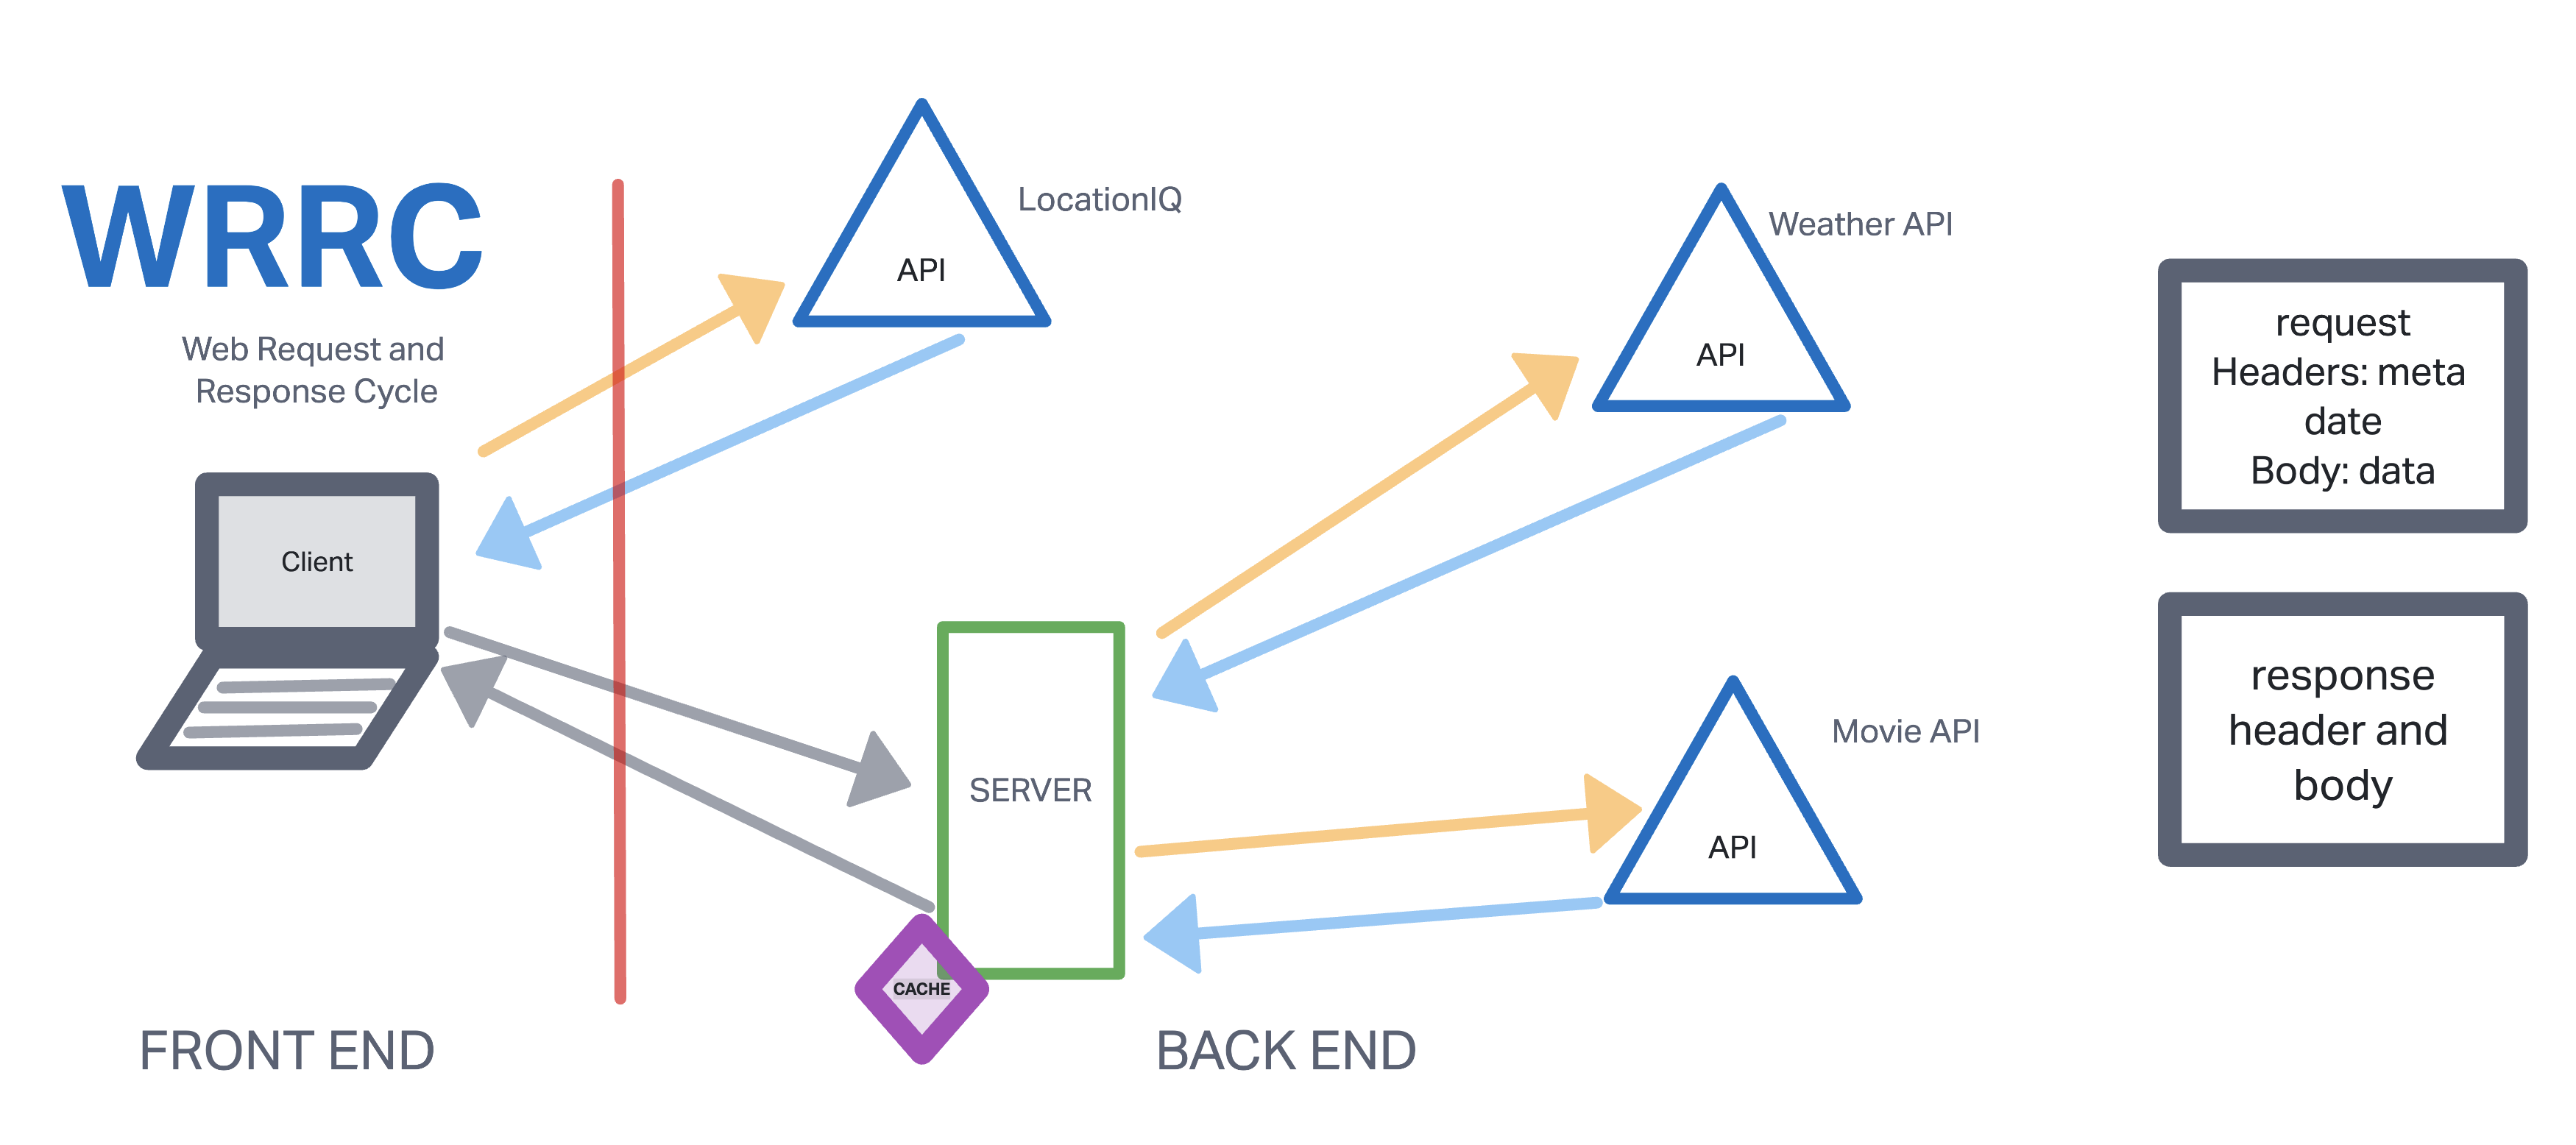 WRRC
Web Request and
Response Cycle
Client
FRONT END
LocationIQ
API
Weather API
API
SERVER
CACHE
Movie API
API
BACK END
request
Headers: meta
date
Body: data
response
header and
body